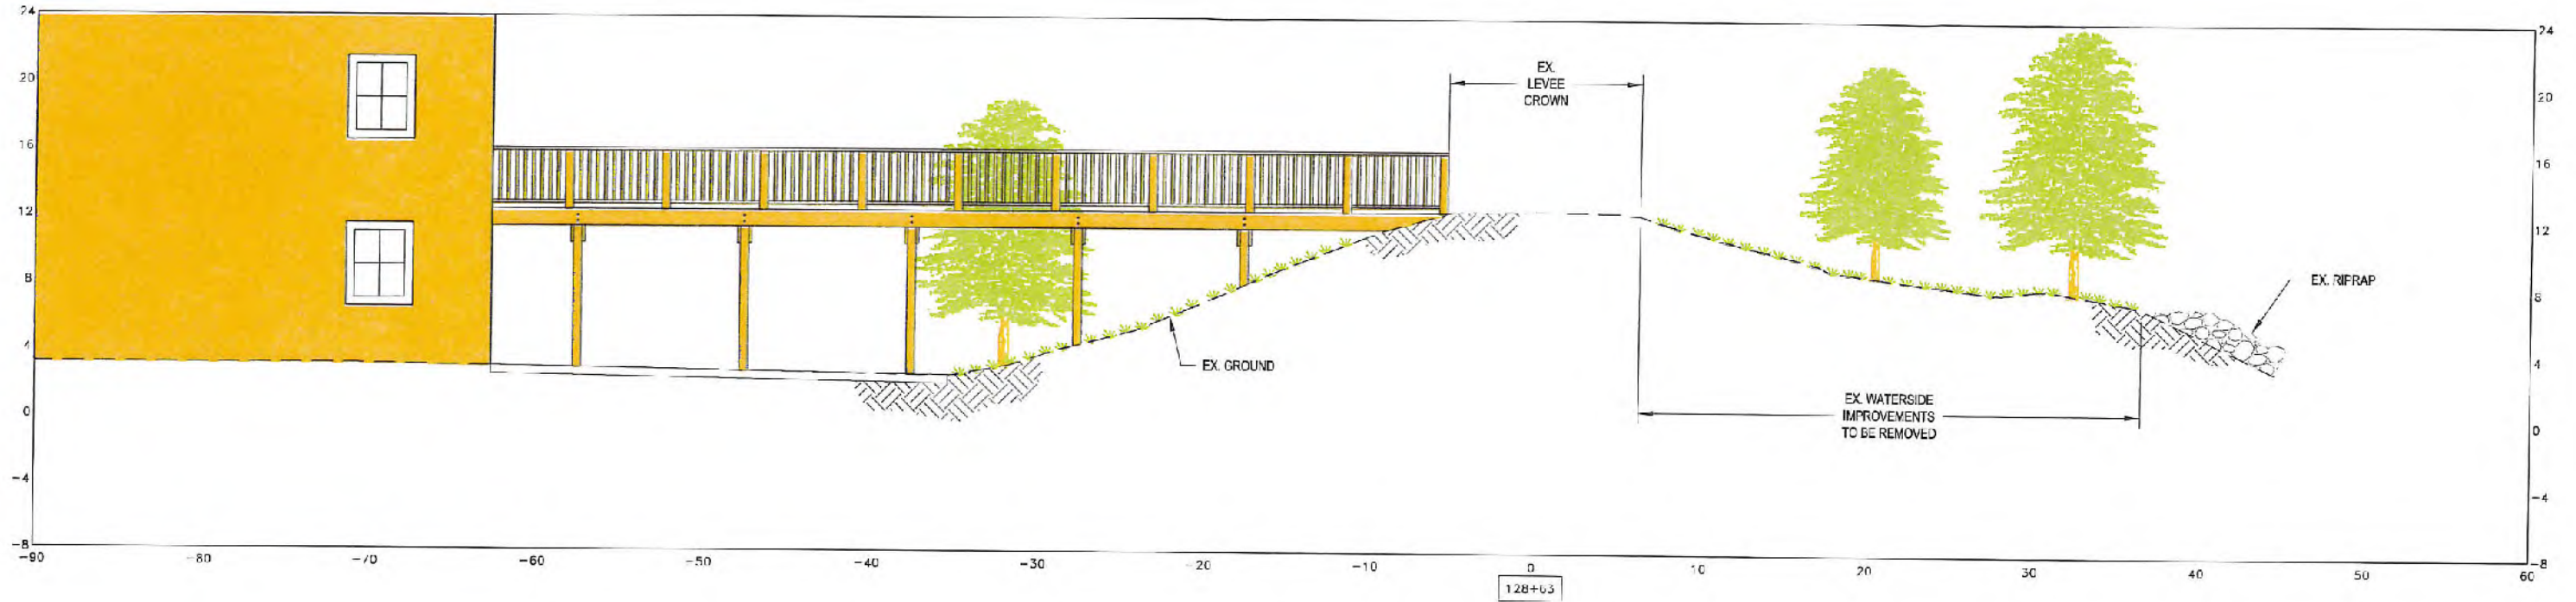 24
20
16
12
8
4
0
-4
-8
EX.
LEVEE
CROWN
EX. GROUND
EX. WATERSIDE
IMPROVEMENTS
TO BE REMOVED
EX. RIPRAP
24
20
16
12
8
4
0
-4
-8
-90 -80 -70 -60 -50 -40 -30 -20 -10 0 10 20 30 40 50 60
128+63